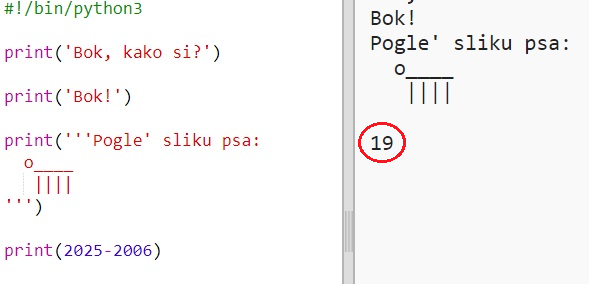 #!/bin/python3
print('Bok, kako si?')
print('Bok!')
print('''Pogle' sliku psa:
  o____
   ||||
''')
print(2025-2006)
Bok!
Pogle' sliku psa:
  o____
   ||||
19